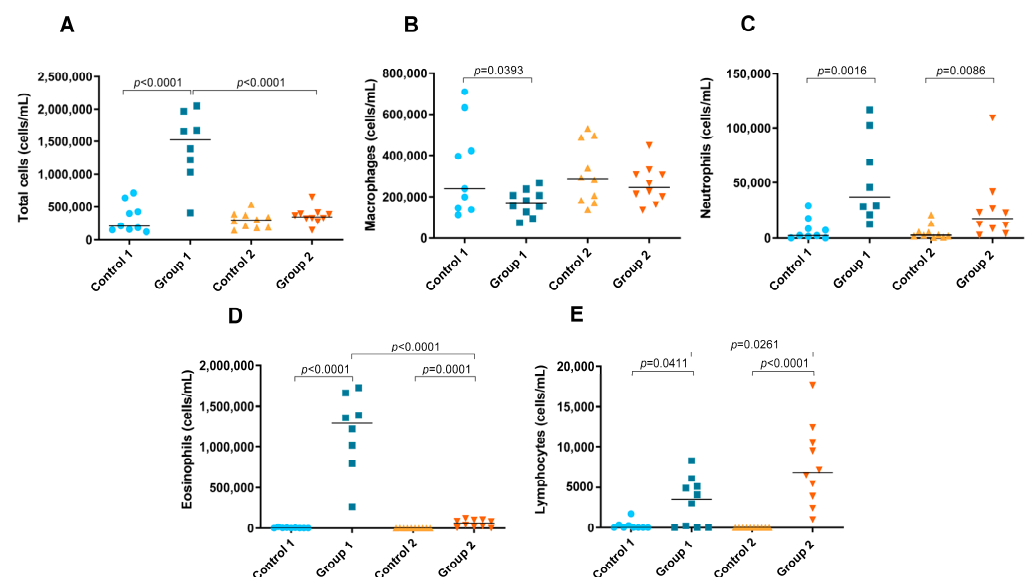 A
Total cells (cells/mL)
2,500,000
2,000,000
1,500,000
1,000,000
500,000
0
p<0.0001
p<0.0001
Control 1
Group 1
Control 2
Group 2
B
Macrophages (cells/mL)
800,000
600,000
400,000
200,000
0
p=0.0393
Control 1
Group 1
Control 2
Group 2
C
Neutrophils (cells/mL)
150,000
100,000
50,000
0
p=0.0016
p=0.0086
Control 1
Group 1
Control 2
Group 2
D
Eosinophils (cells/mL)
2,000,000
1,500,000
1,000,000
500,000
0
p<0.0001
p<0.0001
p=0.0001
Control 1
Group 1
Control 2
Group 2
E
Lymphocytes (cells/mL)
20,000
15,000
10,000
5000
0
p=0.0261
p=0.0411
p<0.0001
Control 1
Group 1
Control 2
Group 2